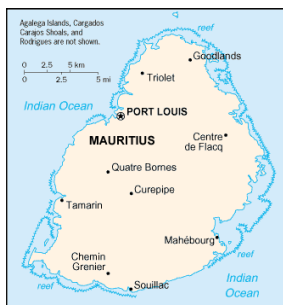 Agalega Islands, Cargados
Carajos Shoals, and
Rodrigues are not shown.
reef
Goodlands
0 2.5 5 km
0 2.5 5 mi
Triolet
Indian Ocean
PORT LOUIS
MAURITIUS
Centre
de Flacq
Quatre Bornes
Curepipe
Tamarin
Mahébourg
reef
Chemin
Grenier
reef
Souillac
Indian
Ocean